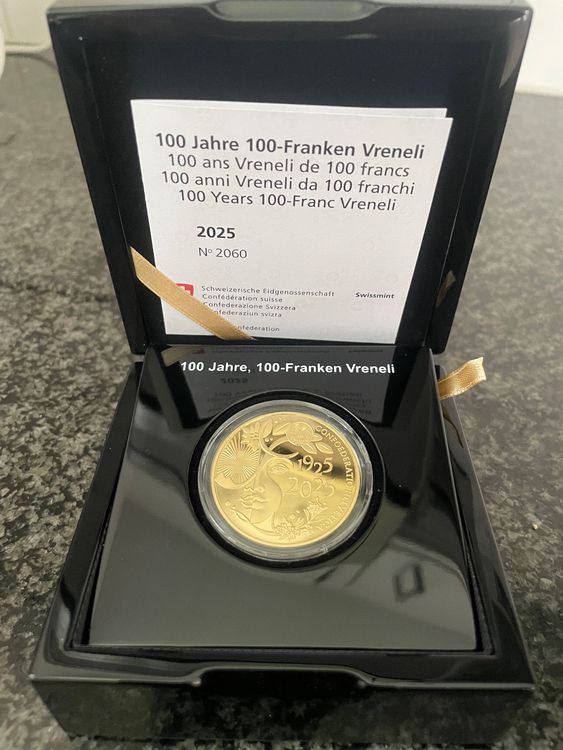 100 Jahre 100-Franken Vreneli
100 ans Vreneli de 100 francs
100 anni Vreneli da 100 franchi
100 Years 100-Franc Vreneli
2025
Nº 2060
Schweizerische Eidgenossenschaft
Swissmint
Confédération suisse
Confederazione Svizzera
Confederaziun svizra
Confederation
100 Jahre, 100-Franken Vreneli
CONFOEDERATIO
1925
2025